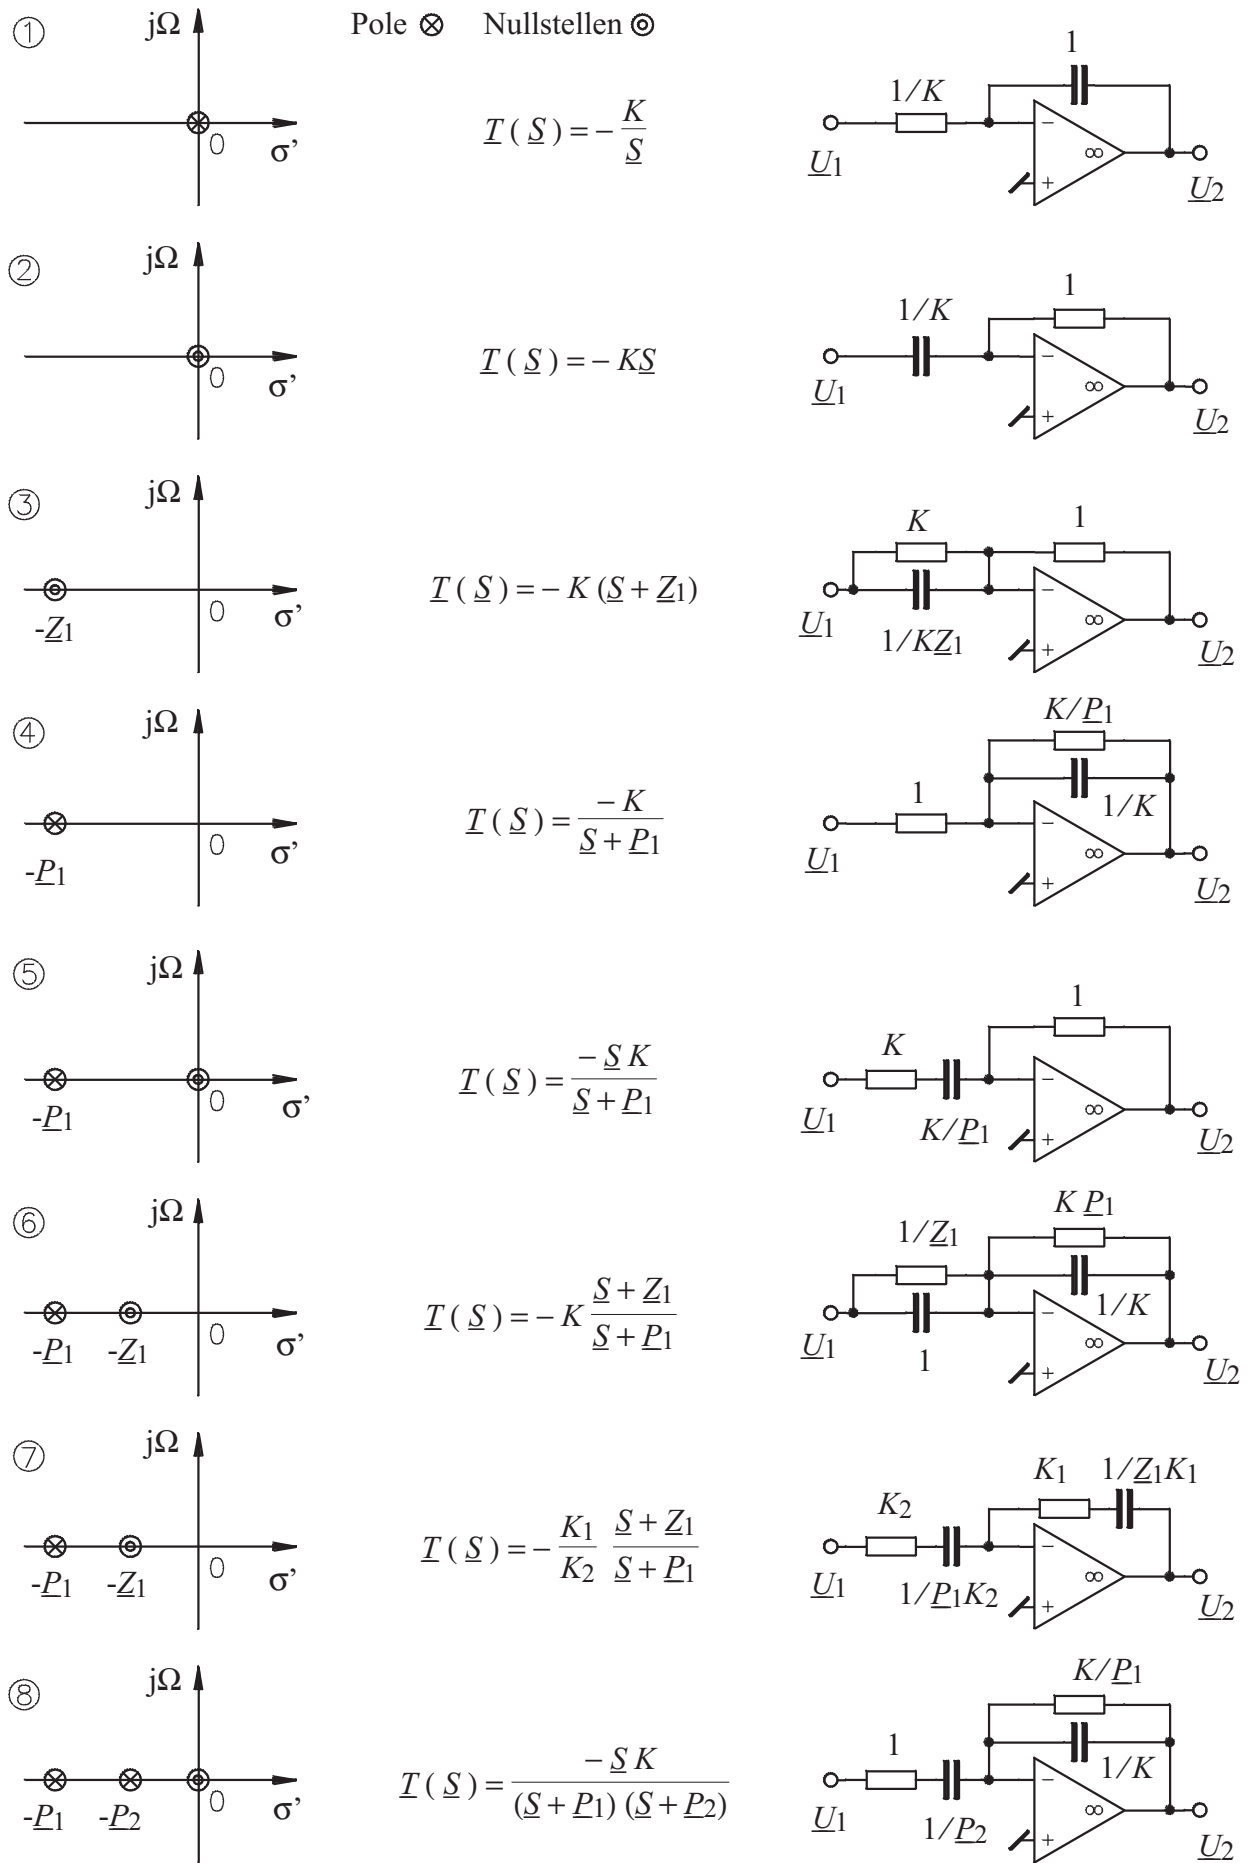 ① jΩ Pole ⊗ Nullstellen ◎
0 σ’
T(S) = − K/S
1/K 1 − + ∞ U1 U2
② jΩ
0 σ’
T(S) = − KS
1/K 1 − + ∞ U1 U2
③ jΩ
-Z1 0 σ’
T(S) = − K (S + Z1)
K 1 1/KZ1 − + ∞ U1 U2
④ jΩ
-P1 0 σ’
T(S) = − K / (S + P1)
1 K/P1 1/K − + ∞ U1 U2
⑤ jΩ
-P1 0 σ’
T(S) = − S K / (S + P1)
K K/P1 1 − + ∞ U1 U2
⑥ jΩ
-P1 -Z1 0 σ’
T(S) = − K (S + Z1) / (S + P1)
1/Z1 1 K P1 1/K − + ∞ U1 U2
⑦ jΩ
-P1 -Z1 0 σ’
T(S) = − K1/K2 (S + Z1) / (S + P1)
K2 1/P1K2 K1 1/Z1K1 − + ∞ U1 U2
⑧ jΩ
-P1 -P2 0 σ’
T(S) = − S K / (S + P1) (S + P2)
1 1/P2 K/P1 1/K − + ∞ U1 U2